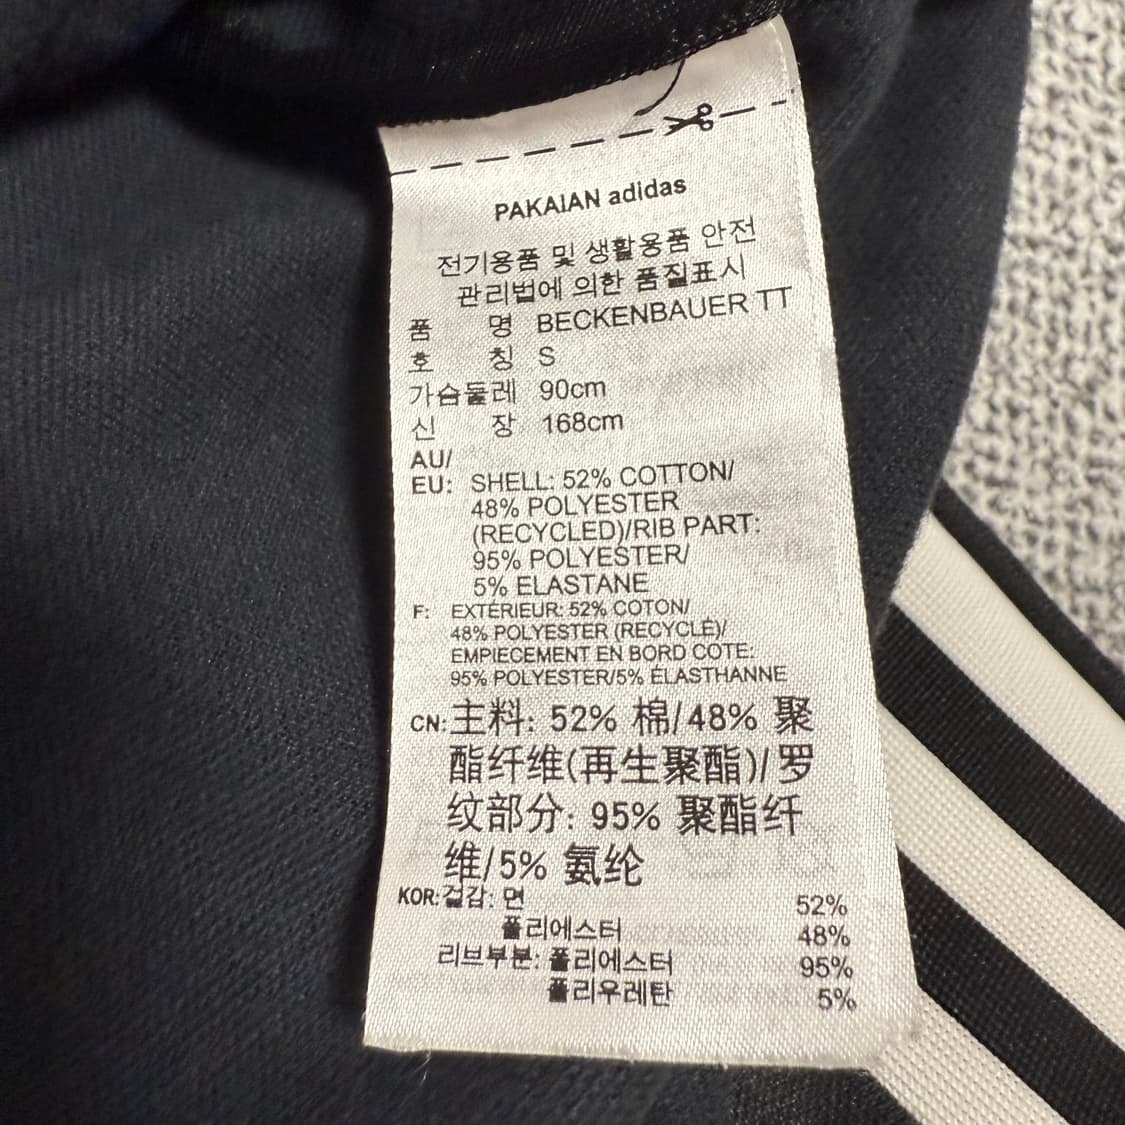 PAKAIAN adidas
전기용품 및 생활용품 안전
관리법에 의한 품질표시
품 명 BECKENBAUER TT
호 칭 S
가슴둘레 90cm
신 장 168cm
AU/
EU: SHELL: 52% COTTON/
48% POLYESTER
(RECYCLED)/RIB PART:
95% POLYESTER/
5% ELASTANE
F: EXTÉRIEUR: 52% COTON/
48% POLYESTER (RECYCLÉ)/
EMPIECEMENT EN BORD COTE:
95% POLYESTER/5% ÉLASTHANNE
CN: 主料: 52% 棉/48% 聚
酯纤维(再生聚酯)/罗
纹部分: 95% 聚酯纤
维/5% 氨纶
KOR: 겉감: 면 52%
폴리에스터 48%
리브부분: 폴리에스터 95%
폴리우레탄 5%